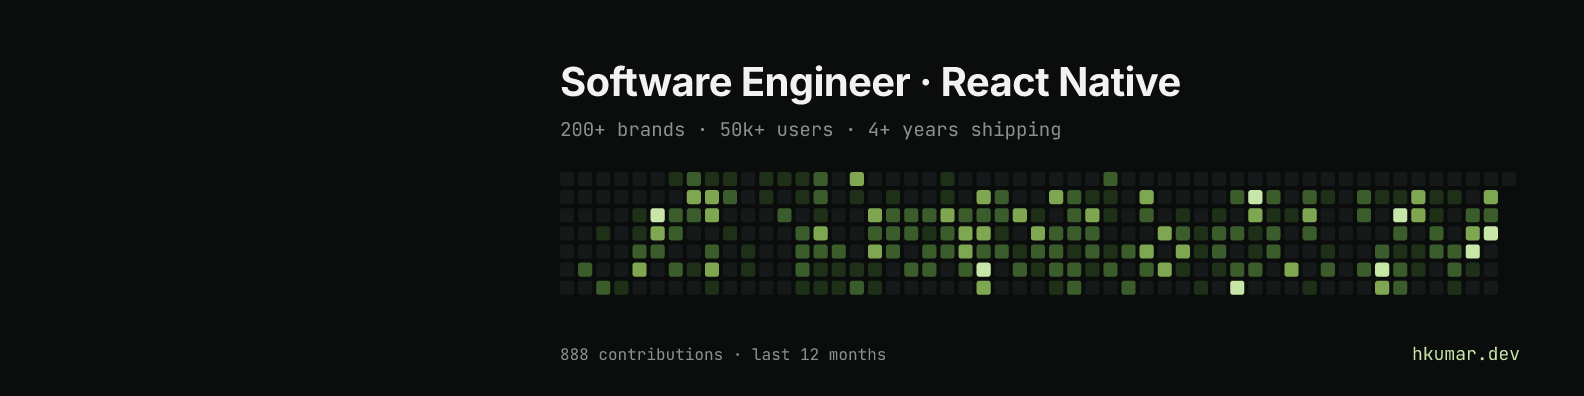 Software Engineer · React Native
200+ brands · 50k+ users · 4+ years shipping
888 contributions · last 12 months
hkumar.dev